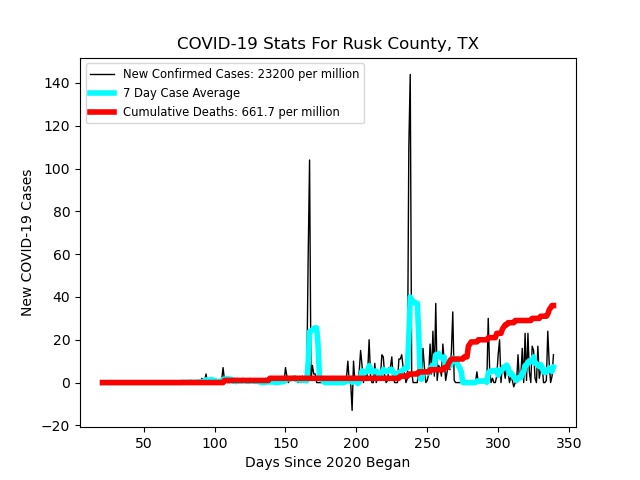 COVID-19 Stats For Rusk County, TX
New Confirmed Cases: 23200 per million
7 Day Case Average
Cumulative Deaths: 661.7 per million
New COVID-19 Cases
140
120
100
80
60
40
20
0
−20
50
100
150
200
250
300
350
Days Since 2020 Began